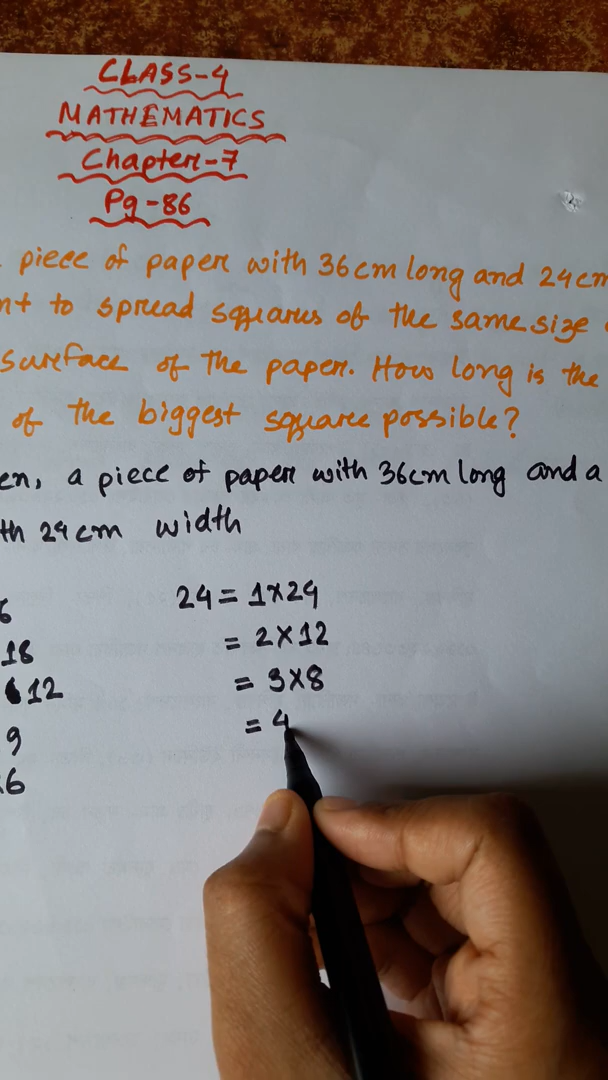 CLASS-4
MATHEMATICS
Chapter-7
Pg-86
piece of paper with 36cm long and 24cm
nt to spread squares of the same size
surface of the paper. How long is the
of the biggest square possible?
en, a piece of paper with 36cm long and a
th 24cm width
6
18
12
9
×6
24 = 1×24
= 2×12
= 3×8
= 4